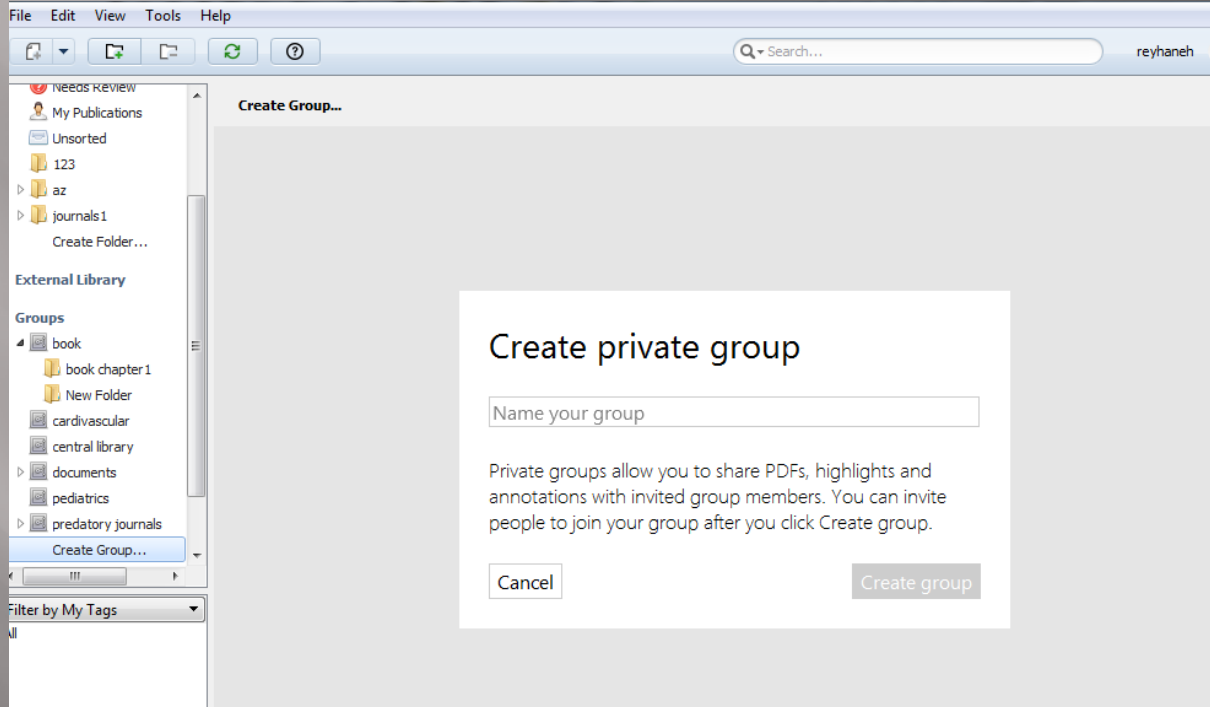 File Edit View Tools Help
Search...
reyhaneh
Needs Review
My Publications
Unsorted
123
az
journals1
Create Folder...
External Library
Groups
book
book chapter1
New Folder
cardivascular
central library
documents
pediatrics
predatory journals
Create Group...
Filter by My Tags
All
Create Group...
Create private group
Name your group
Private groups allow you to share PDFs, highlights and
annotations with invited group members. You can invite
people to join your group after you click Create group.
Cancel
Create group